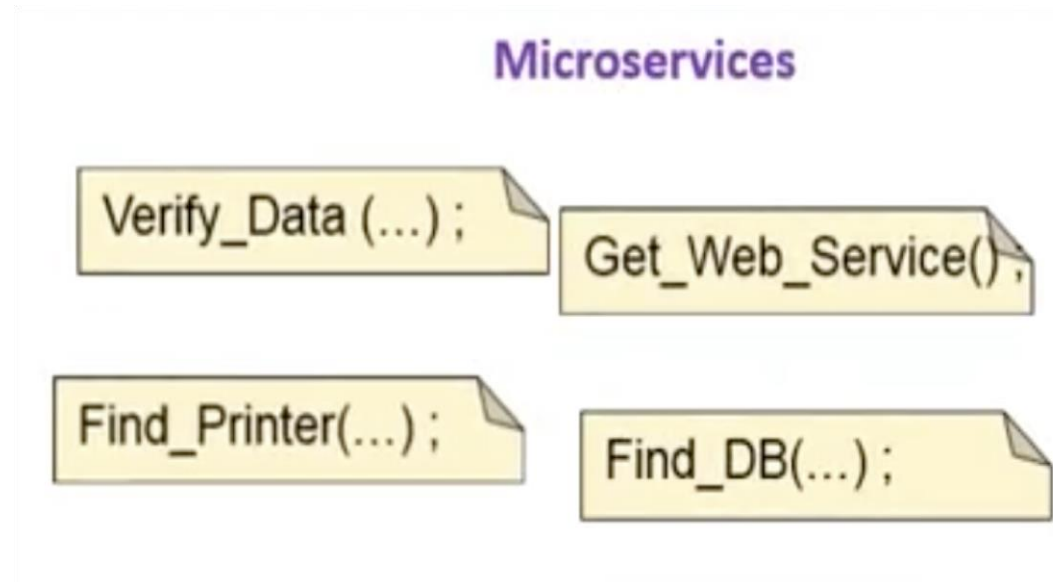 Microservices
Verify_Data (...) ;
Get_Web_Service() ;
Find_Printer(...) ;
Find_DB(...) ;